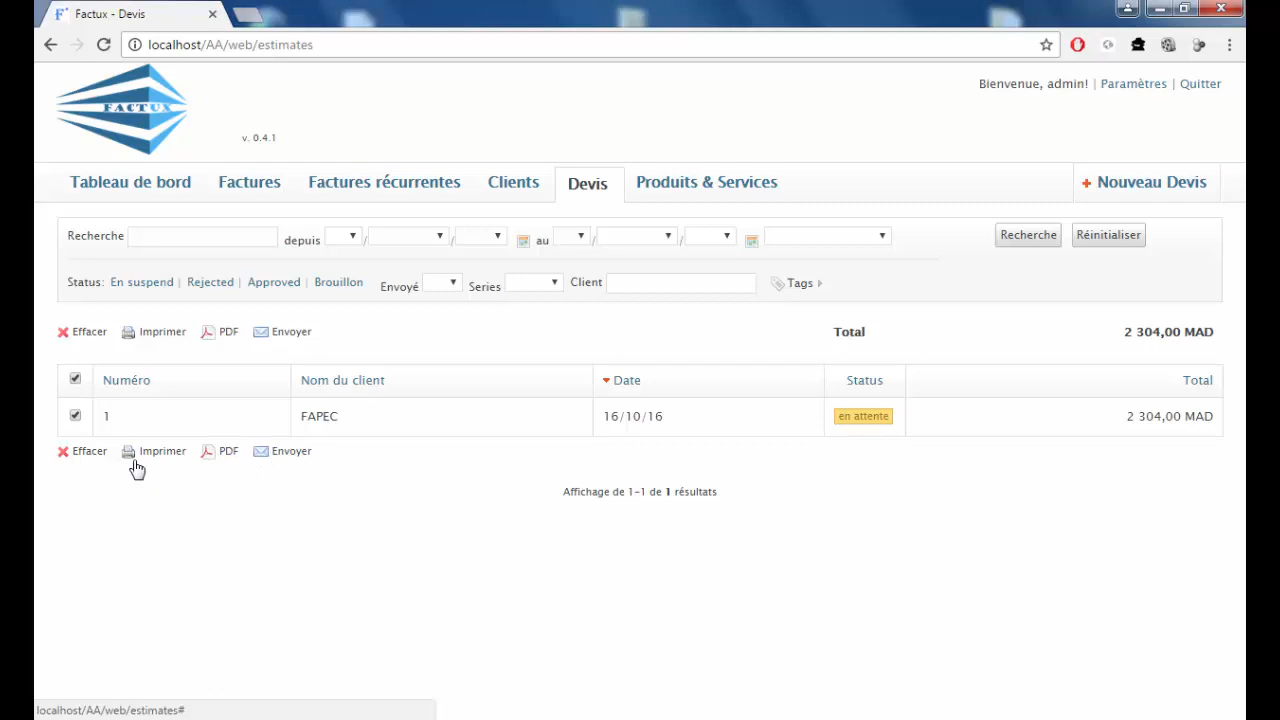 Factux - Devis
localhost/AA/web/estimates
FACTUX
v. 0.4.1
Bienvenue, admin! | Paramètres | Quitter
Tableau de bord Factures Factures récurrentes Clients Devis Produits & Services + Nouveau Devis
Recherche depuis / / au / / Recherche Réinitialiser
Status: En suspend | Rejected | Approved | Brouillon Envoyé Series Client Tags
Effacer Imprimer PDF Envoyer Total 2 304,00 MAD
Numéro Nom du client Date Status Total
1 FAPEC 16/10/16 en attente 2 304,00 MAD
Effacer Imprimer PDF Envoyer
Affichage de 1-1 de 1 résultats
localhost/AA/web/estimates#